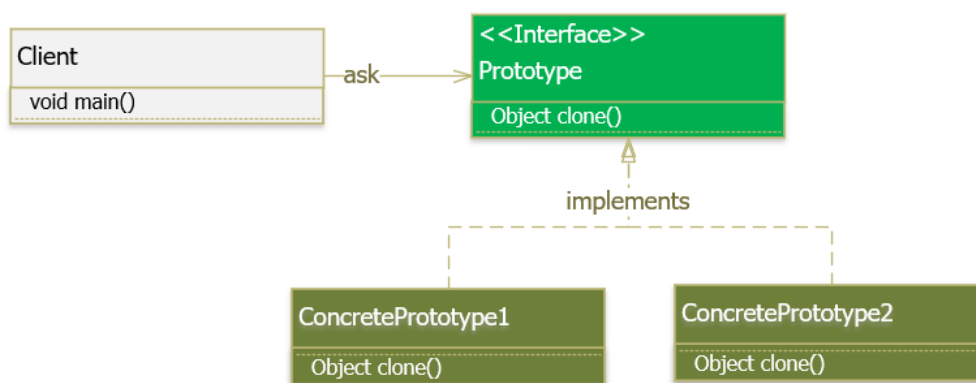 Client
void main()
ask
<<Interface>>
Prototype
Object clone()
implements
ConcretePrototype1
Object clone()
ConcretePrototype2
Object clone()